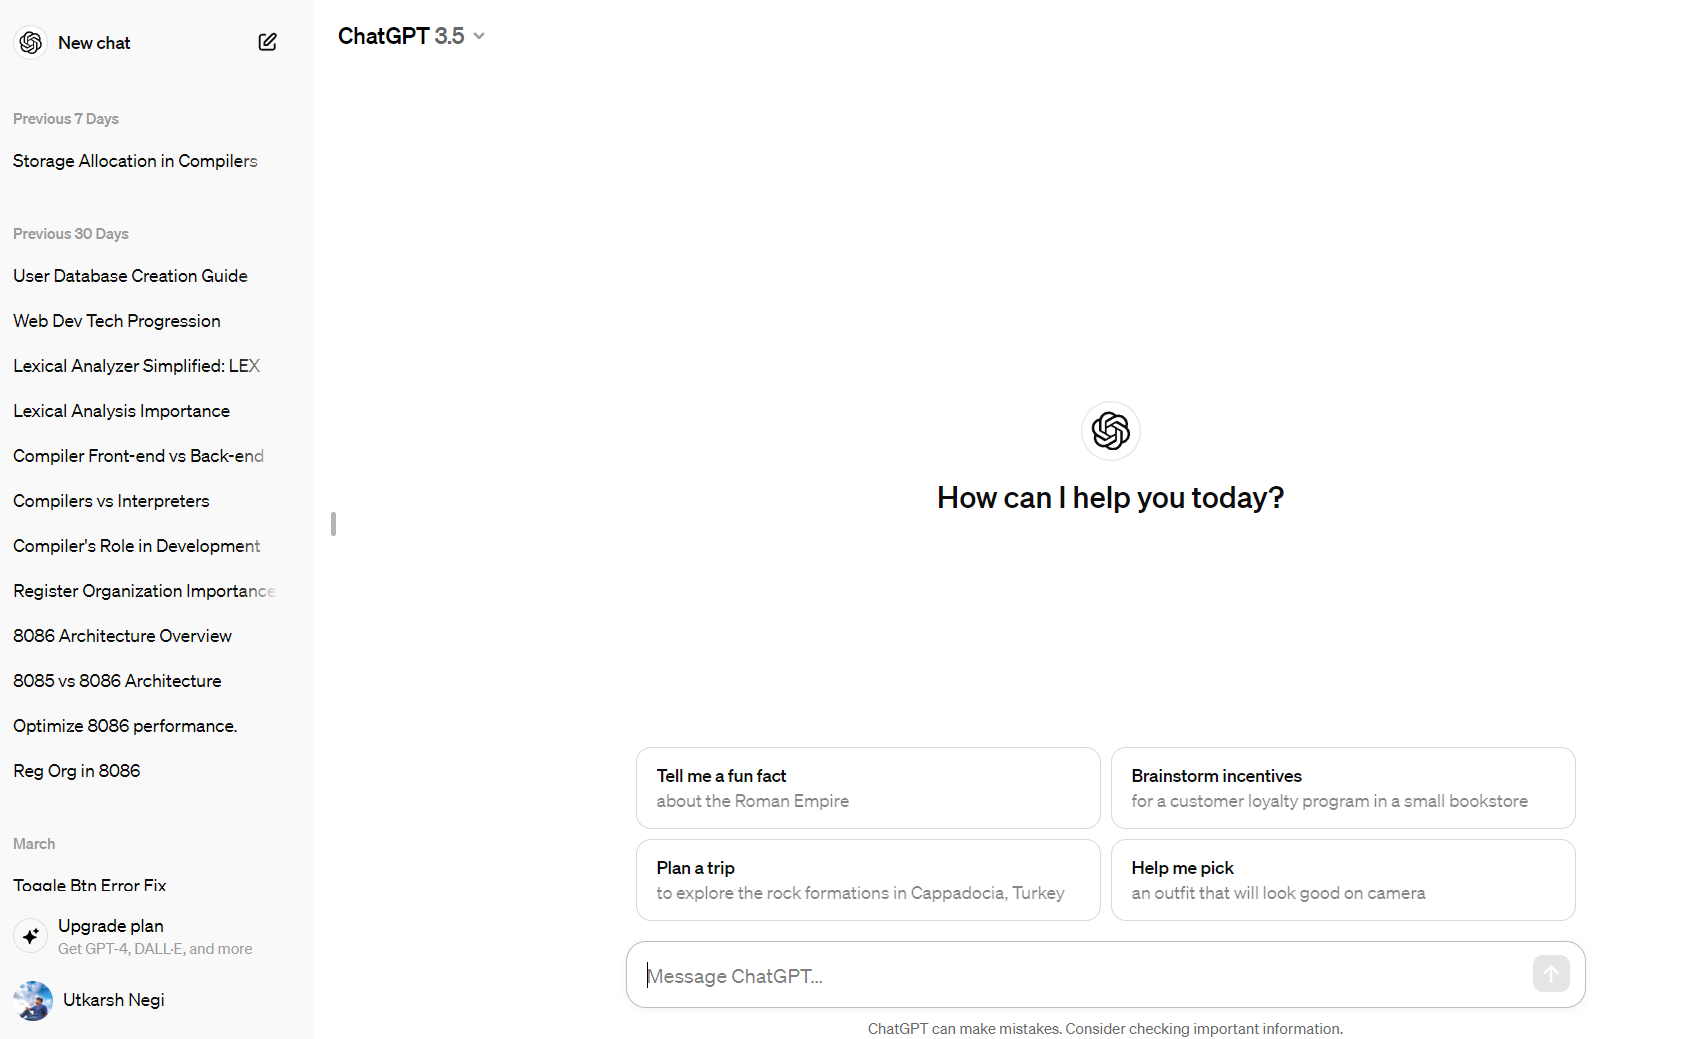 New chat
Previous 7 Days
Storage Allocation in Compilers
Previous 30 Days
User Database Creation Guide
Web Dev Tech Progression
Lexical Analyzer Simplified: LEX
Lexical Analysis Importance
Compiler Front-end vs Back-end
Compilers vs Interpreters
Compiler's Role in Development
Register Organization Importance
8086 Architecture Overview
8085 vs 8086 Architecture
Optimize 8086 performance.
Reg Org in 8086
March
Toggle Btn Error Fix
Upgrade plan
Get GPT-4, DALL·E, and more
Utkarsh Negi
ChatGPT 3.5
How can I help you today?
Tell me a fun fact
about the Roman Empire
Brainstorm incentives
for a customer loyalty program in a small bookstore
Plan a trip
to explore the rock formations in Cappadocia, Turkey
Help me pick
an outfit that will look good on camera
Message ChatGPT...
ChatGPT can make mistakes. Consider checking important information.